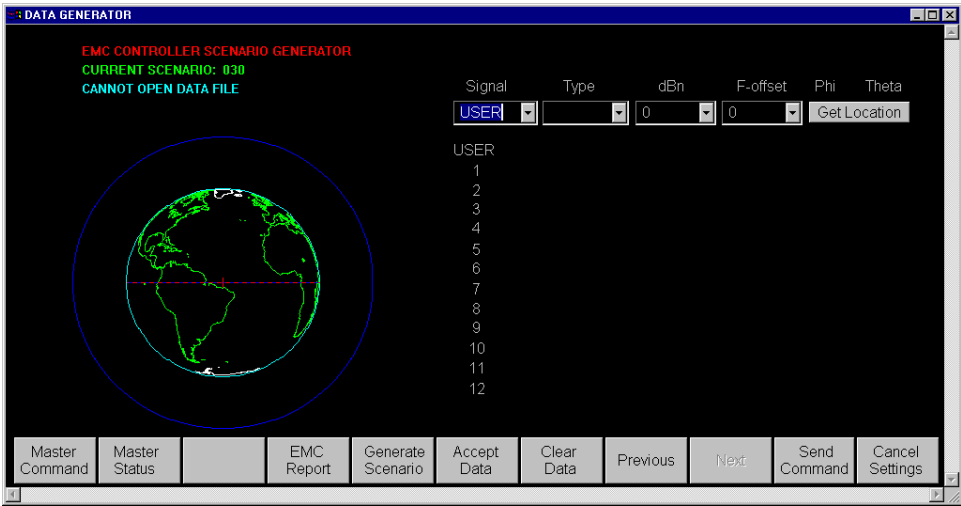 DATA GENERATOR
EMC CONTROLLER SCENARIO GENERATOR
CURRENT SCENARIO: 030
CANNOT OPEN DATA FILE
Signal Type dBn F-offset Phi Theta
USER 0 0 Get Location
USER
1
2
3
4
5
6
7
8
9
10
11
12
Master Command
Master Status
EMC Report
Generate Scenario
Accept Data
Clear Data
Previous
Next
Send Command
Cancel Settings